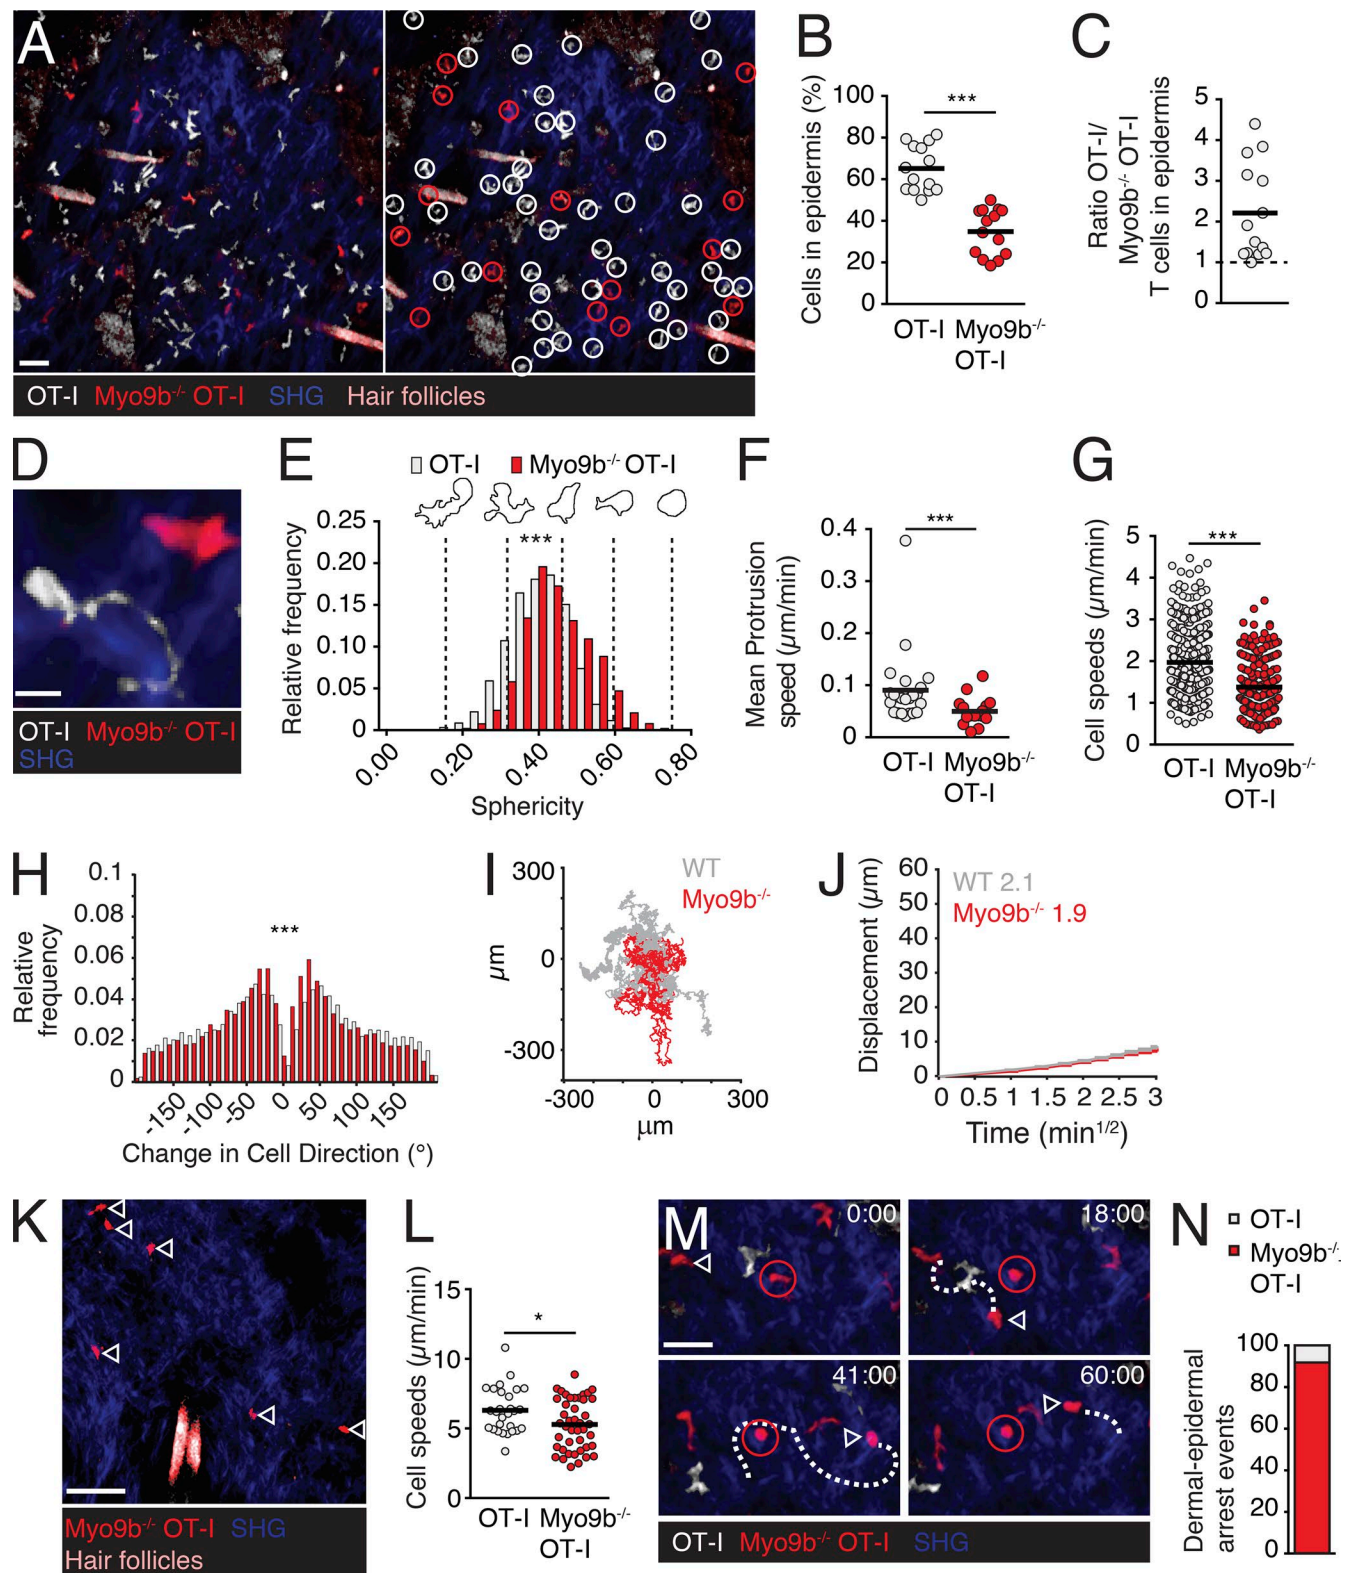 A
OT-I Myo9b-/- OT-I SHG Hair follicles
B
Cells in epidermis (%)
100
80
60
40
20
0
***
OT-I Myo9b-/-
OT-I
C
Ratio OT-I/
Myo9b-/- OT-I
T cells in epidermis
5
4
3
2
1
0
D
OT-I Myo9b-/- OT-I
SHG
E
OT-I Myo9b-/- OT-I
Relative frequency
0.25
0.20
0.15
0.10
0.05
0
***
0.00 0.20 0.40 0.60 0.80
Sphericity
F
Mean Protrusion
speed (µm/min)
0.4
0.3
0.2
0.1
0
***
OT-I Myo9b-/-
OT-I
G
Cell speeds (µm/min)
5
4
3
2
1
0
***
OT-I Myo9b-/-
OT-I
H
Relative
frequency
0.1
0.08
0.06
0.04
0.02
0
***
-150 -100 -50 0 50 100 150
Change in Cell Direction (°)
I
µm
300
0
-300
WT
Myo9b-/-
-300 0 300
µm
J
Displacement (µm)
60
50
40
30
20
10
0
WT 2.1
Myo9b-/- 1.9
0 0.5 1 1.5 2 2.5 3
Time (min1/2)
K
Myo9b-/- OT-I SHG
Hair follicles
L
Cell speeds (µm/min)
15
10
5
0
*
OT-I Myo9b-/-
OT-I
M
0:00
18:00
41:00
60:00
OT-I Myo9b-/- OT-I SHG
N
OT-I
Myo9b-/-
OT-I
Dermal-epidermal
arrest events
100
80
60
40
20
0